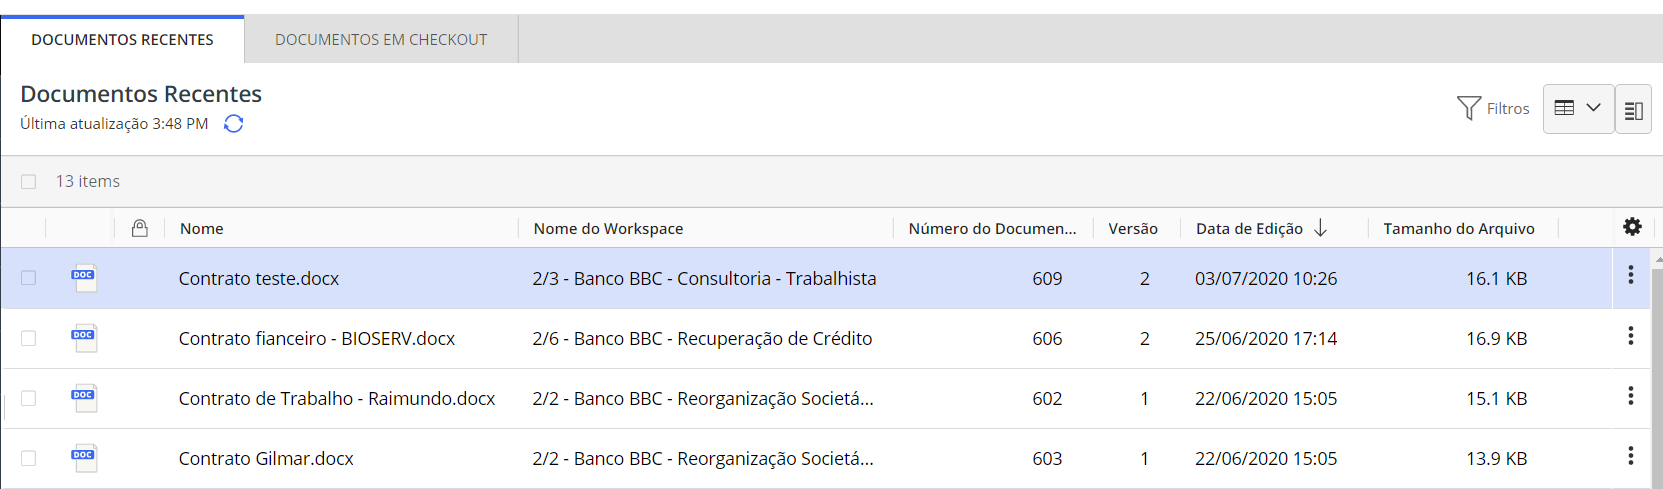 DOCUMENTOS RECENTES DOCUMENTOS EM CHECKOUT
Documentos Recentes
Última atualização 3:48 PM
Filtros
13 items
Nome Nome do Workspace Número do Documen... Versão Data de Edição Tamanho do Arquivo
DOC Contrato teste.docx 2/3 - Banco BBC - Consultoria - Trabalhista 609 2 03/07/2020 10:26 16.1 KB
DOC Contrato fianceiro - BIOSERV.docx 2/6 - Banco BBC - Recuperação de Crédito 606 2 25/06/2020 17:14 16.9 KB
DOC Contrato de Trabalho - Raimundo.docx 2/2 - Banco BBC - Reorganização Societá... 602 1 22/06/2020 15:05 15.1 KB
DOC Contrato Gilmar.docx 2/2 - Banco BBC - Reorganização Societá... 603 1 22/06/2020 15:05 13.9 KB